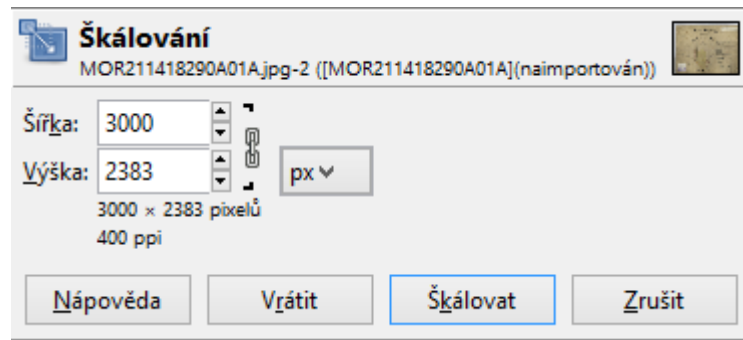 Škálování
MOR211418290A01A.jpg-2 ([MOR211418290A01A](naimportován))
Šířka: 3000
Výška: 2383 px
3000 × 2383 pixelů
400 ppi
Nápověda Vrátit Škálovat Zrušit